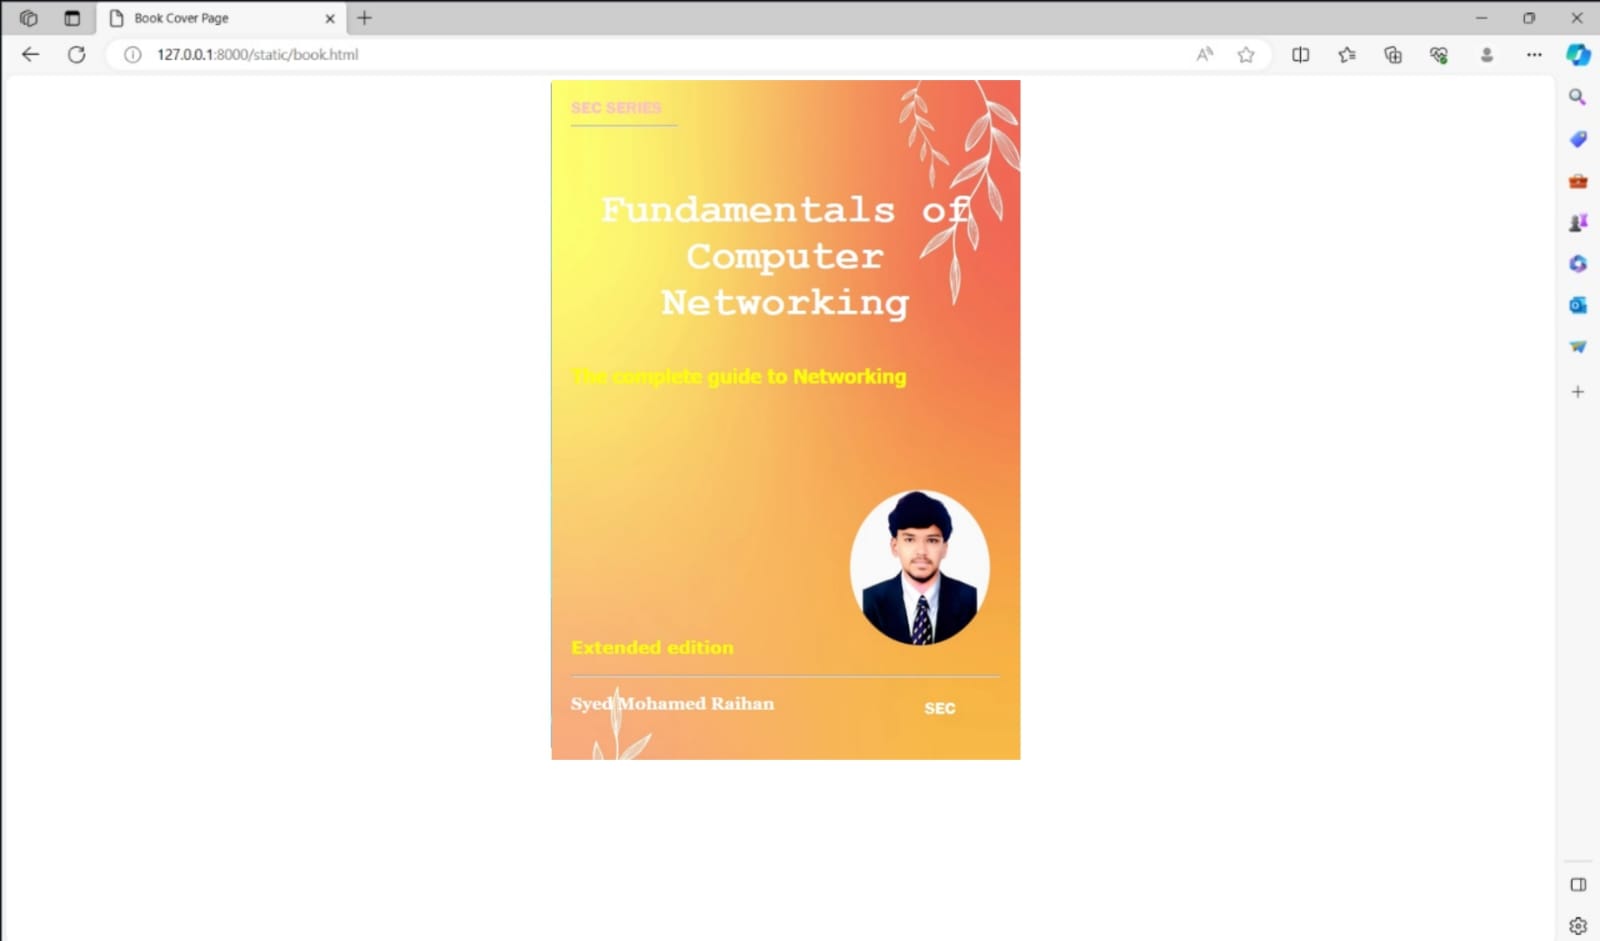 Book Cover Page
127.0.0.1:8000/static/book.html
SEC SERIES
Fundamentals of
Computer
Networking
The complete guide to Networking
Extended edition
Syed Mohamed Raihan
SEC